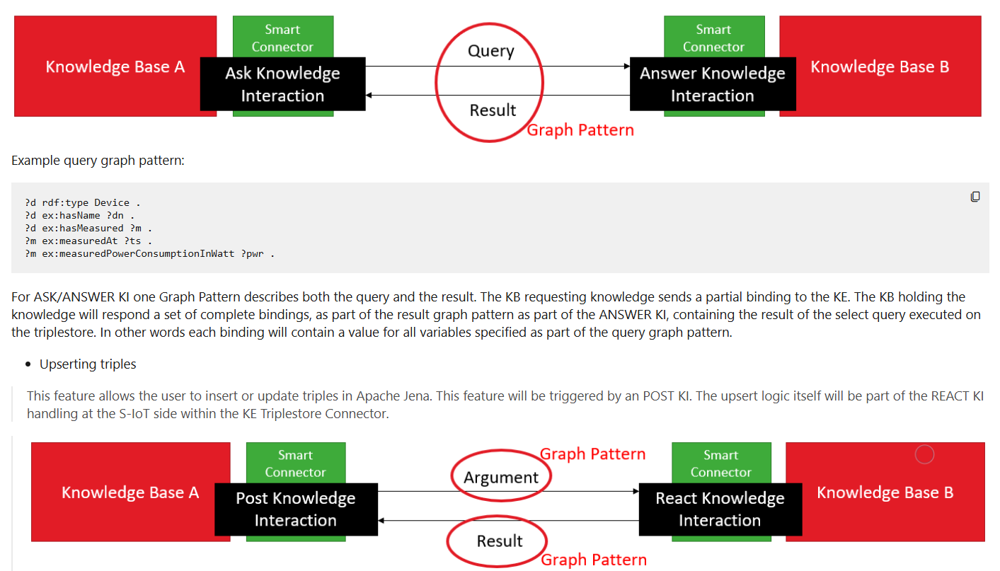 Smart
Connector
Knowledge Base A
Ask Knowledge
Interaction
Query
Result
Graph Pattern
Smart
Connector
Answer Knowledge
Interaction
Knowledge Base B
Example query graph pattern:
?d rdf:type Device .
?d ex:hasName ?dn .
?d ex:hasMeasured ?m .
?m ex:measuredAt ?ts .
?m ex:measuredPowerConsumptionInWatt ?pwr .
For ASK/ANSWER KI one Graph Pattern describes both the query and the result. The KB requesting knowledge sends a partial binding to the KE. The KB holding the
knowledge will respond a set of complete bindings, as part of the result graph pattern as part of the ANSWER KI, containing the result of the select query executed on
the triplestore. In other words each binding will contain a value for all variables specified as part of the query graph pattern.
• Upserting triples
This feature allows the user to insert or update triples in Apache Jena. This feature will be triggered by an POST KI. The upsert logic itself will be part of the REACT KI
handling at the S-IoT side within the KE Triplestore Connector.
Smart
Connector
Knowledge Base A
Post Knowledge
Interaction
Graph Pattern
Argument
Result
Graph Pattern
Smart
Connector
React Knowledge
Interaction
Knowledge Base B